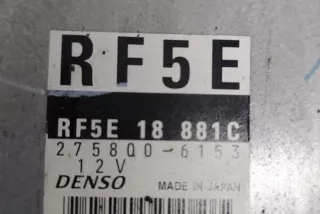 RF5E
RF5E 18 881C
275800-6153
12V
DENSO MADE IN JAPAN